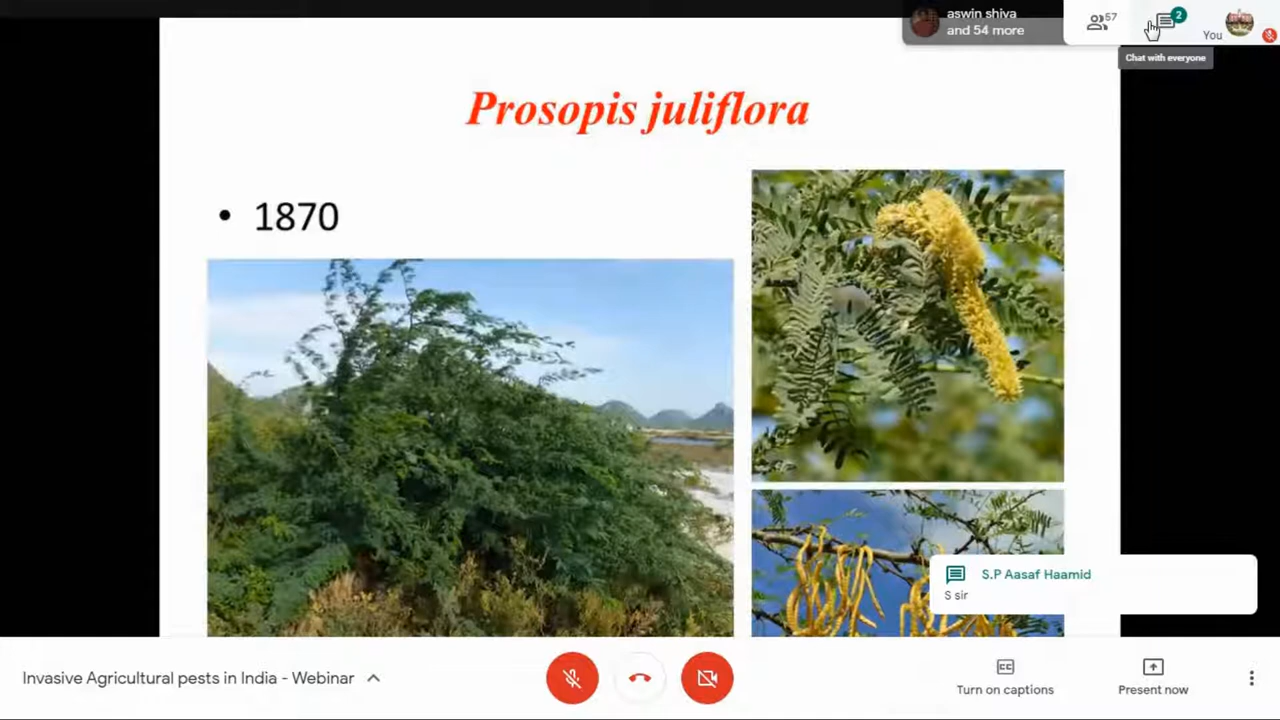 aswin shiva
and 54 more
57
2
You
Chat with everyone
Prosopis juliflora
• 1870
S.P Aasaf Haamid
S sir
Invasive Agricultural pests in India - Webinar
CC
Turn on captions
Present now